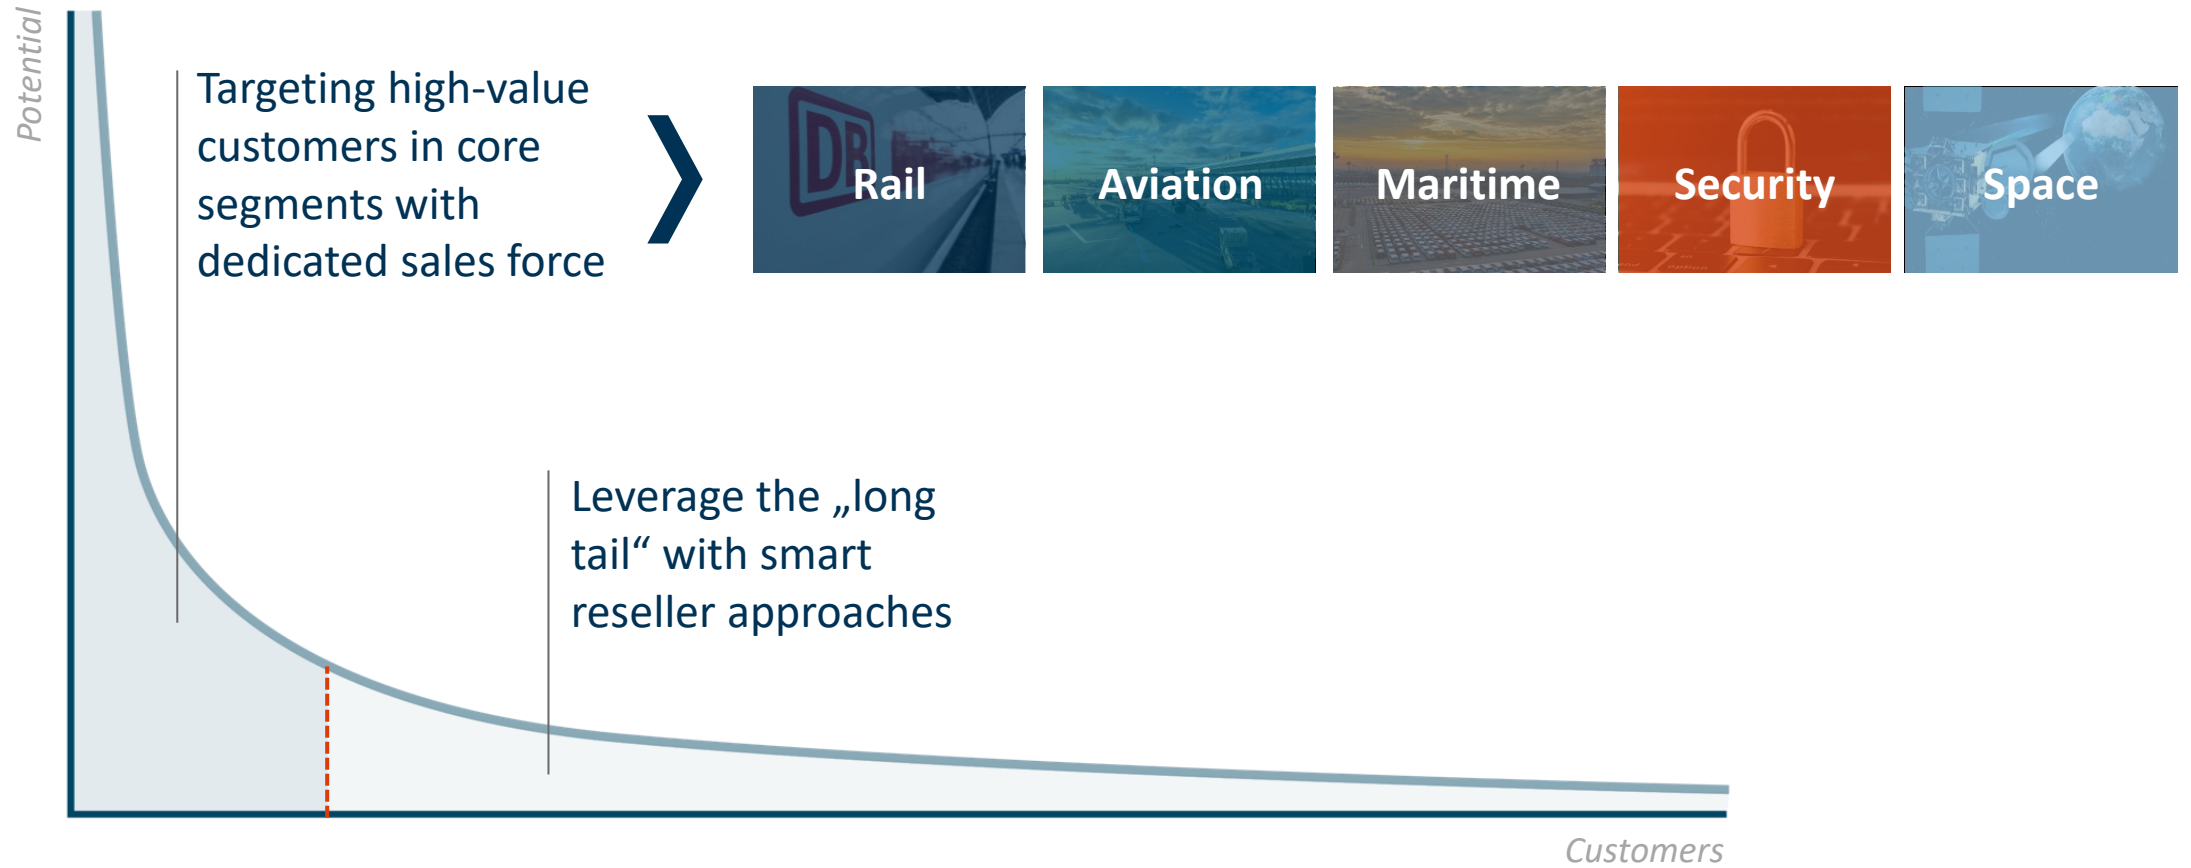 Potential
Targeting high-value
customers in core
segments with
dedicated sales force
DB
Rail
Aviation
Maritime
Security
Space
Leverage the „long
tail“ with smart
reseller approaches
Customers